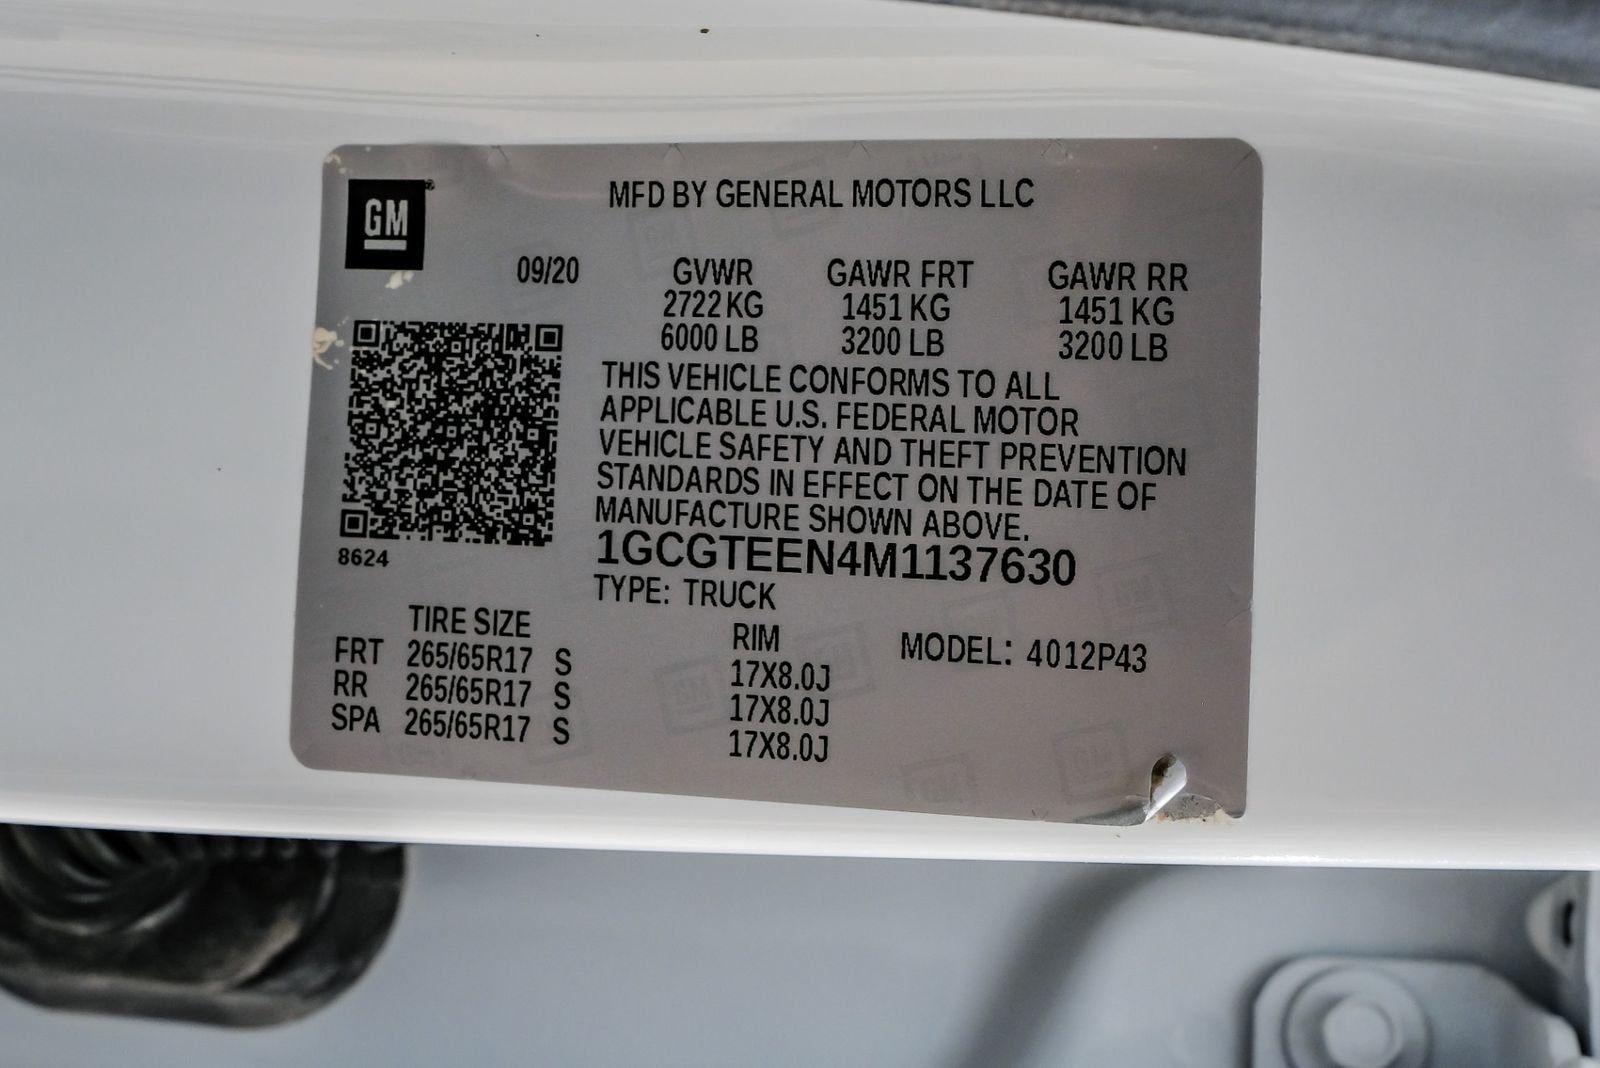 GM
MFD BY GENERAL MOTORS LLC
09/20 GVWR GAWR FRT GAWR RR
2722 KG 1451 KG 1451 KG
6000 LB 3200 LB 3200 LB
THIS VEHICLE CONFORMS TO ALL
APPLICABLE U.S. FEDERAL MOTOR
VEHICLE SAFETY AND THEFT PREVENTION
STANDARDS IN EFFECT ON THE DATE OF
MANUFACTURE SHOWN ABOVE.
8624
1GCGTEEN4M1137630
TYPE: TRUCK
TIRE SIZE RIM MODEL: 4012P43
FRT 265/65R17 S 17X8.0J
RR 265/65R17 S 17X8.0J
SPA 265/65R17 S 17X8.0J